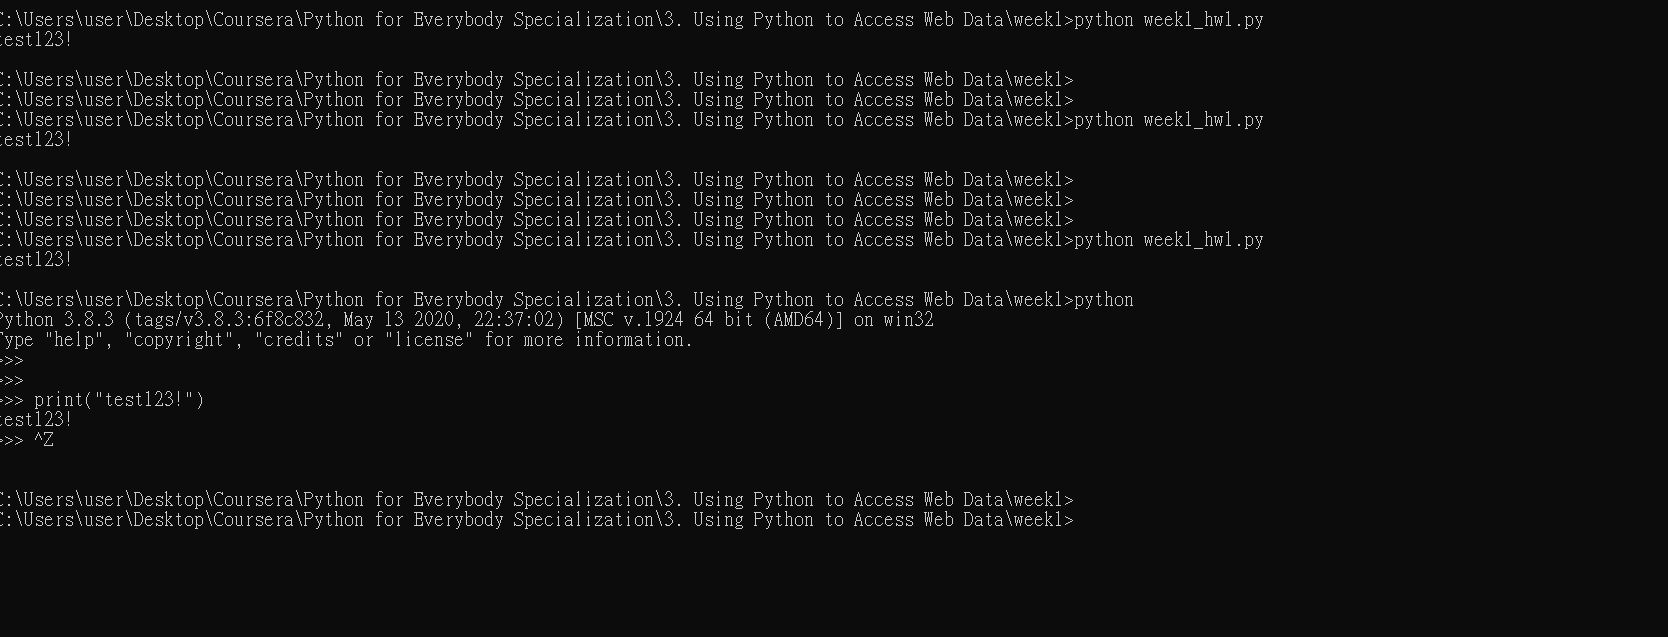 C:\Users\user\Desktop\Coursera\Python for Everybody Specialization\3. Using Python to Access Web Data\week1>python week1_hw1.py
test123!
C:\Users\user\Desktop\Coursera\Python for Everybody Specialization\3. Using Python to Access Web Data\week1>
C:\Users\user\Desktop\Coursera\Python for Everybody Specialization\3. Using Python to Access Web Data\week1>
C:\Users\user\Desktop\Coursera\Python for Everybody Specialization\3. Using Python to Access Web Data\week1>python week1_hw1.py
test123!
C:\Users\user\Desktop\Coursera\Python for Everybody Specialization\3. Using Python to Access Web Data\week1>
C:\Users\user\Desktop\Coursera\Python for Everybody Specialization\3. Using Python to Access Web Data\week1>
C:\Users\user\Desktop\Coursera\Python for Everybody Specialization\3. Using Python to Access Web Data\week1>
C:\Users\user\Desktop\Coursera\Python for Everybody Specialization\3. Using Python to Access Web Data\week1>python week1_hw1.py
test123!
C:\Users\user\Desktop\Coursera\Python for Everybody Specialization\3. Using Python to Access Web Data\week1>python
Python 3.8.3 (tags/v3.8.3:6f8c832, May 13 2020, 22:37:02) [MSC v.1924 64 bit (AMD64)] on win32
Type "help", "copyright", "credits" or "license" for more information.
>>>
>>>
>>> print("test123!")
test123!
>>> ^Z
C:\Users\user\Desktop\Coursera\Python for Everybody Specialization\3. Using Python to Access Web Data\week1>
C:\Users\user\Desktop\Coursera\Python for Everybody Specialization\3. Using Python to Access Web Data\week1>